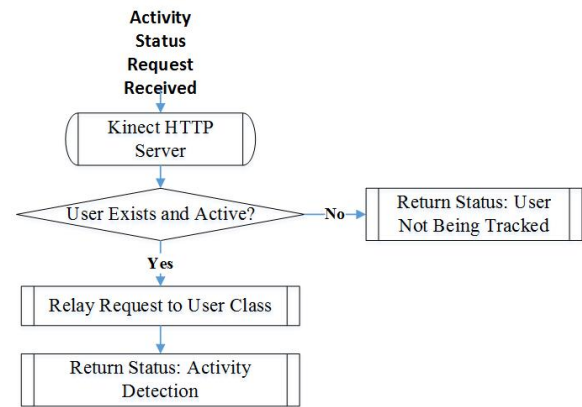 Activity
Status
Request
Received
Kinect HTTP
Server
User Exists and Active?
No
Return Status: User
Not Being Tracked
Yes
Relay Request to User Class
Return Status: Activity
Detection